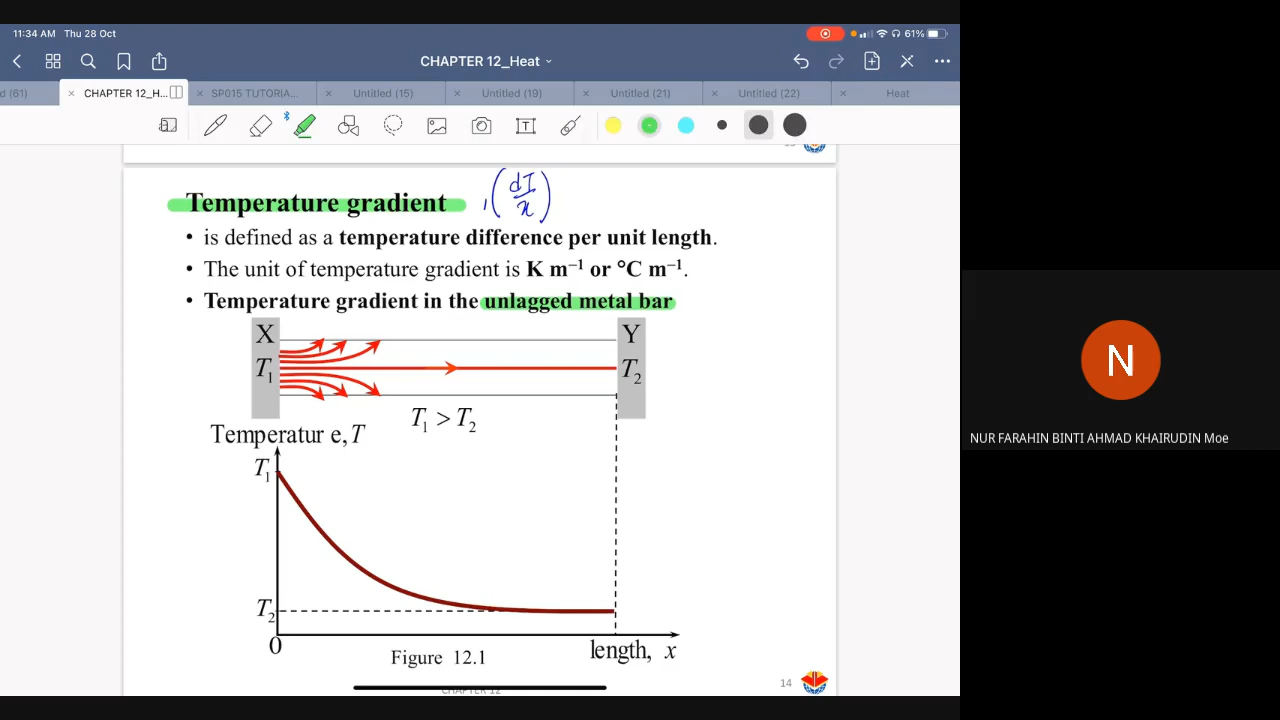 11:34 AM Thu 28 Oct
61%
CHAPTER 12_Heat
d (61)
CHAPTER 12_H...
SP015 TUTORIA...
Untitled (15)
Untitled (19)
Untitled (21)
Untitled (22)
Heat
T
Temperature gradient , (dT/x)
• is defined as a temperature difference per unit length.
• The unit of temperature gradient is K m⁻¹ or °C m⁻¹.
• Temperature gradient in the unlagged metal bar
X Y
T₁ T₂
T₁ > T₂
Temperatur e, T
T₁
T₂
0
length, x
Figure 12.1
CHAPTER 12
14
N
NUR FARAHIN BINTI AHMAD KHAIRUDIN Moe